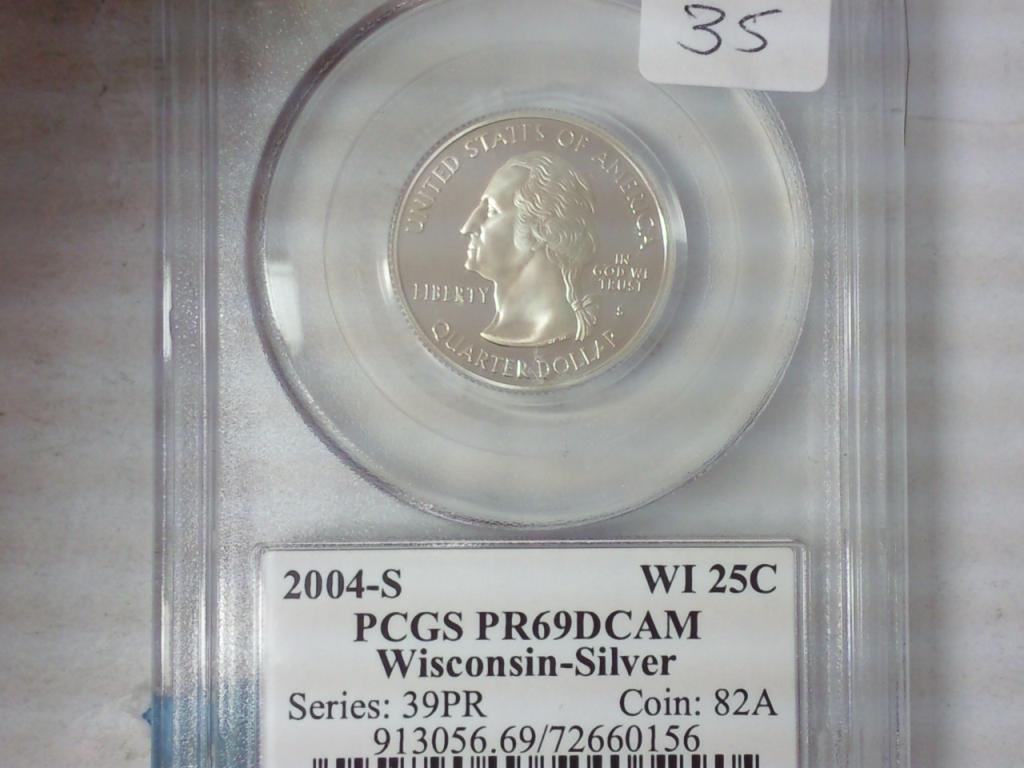 35
UNITED STATES OF AMERICA
LIBERTY
IN
GOD WE
TRUST
S
QUARTER DOLLAR
2004-S WI 25C
PCGS PR69DCAM
Wisconsin-Silver
Series: 39PR Coin: 82A
913056.69/72660156